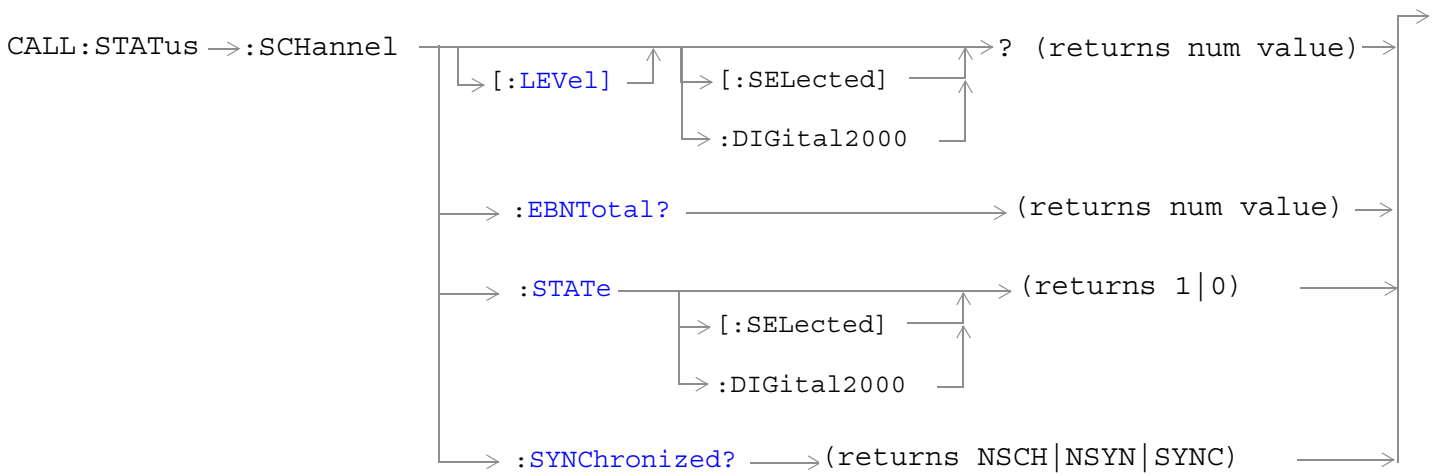 CALL:STATus :SCHannel ? (returns num value)
[:LEVel] [:SELected]
:DIGital2000
:EBNTotal? (returns num value)
:STATe (returns 1|0)
[:SELected]
:DIGital2000
:SYNChronized? (returns NSCH|NSYN|SYNC)